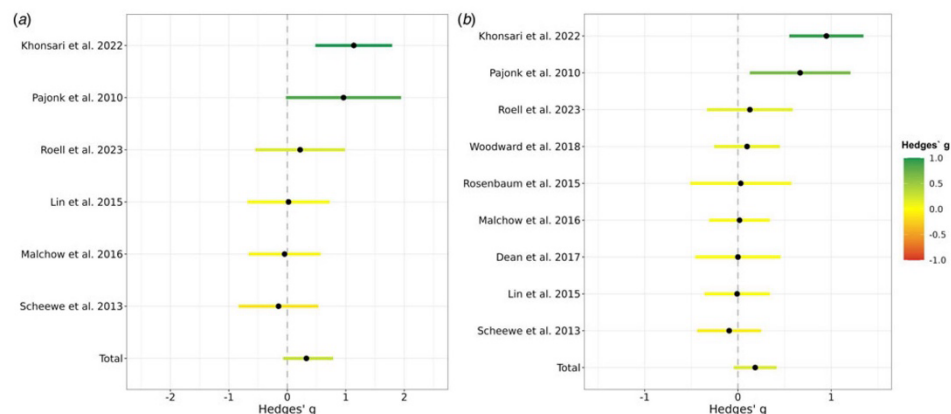 (a)
Khonsari et al. 2022
Pajonk et al. 2010
Roell et al. 2023
Lin et al. 2015
Malchow et al. 2016
Scheewe et al. 2013
Total
-2 -1 0 1 2
Hedges' g
(b)
Khonsari et al. 2022
Pajonk et al. 2010
Roell et al. 2023
Woodward et al. 2018
Rosenbaum et al. 2015
Malchow et al. 2016
Dean et al. 2017
Lin et al. 2015
Scheewe et al. 2013
Total
-1 0 1
Hedges' g
Hedges` g
1.0
0.5
0.0
-0.5
-1.0